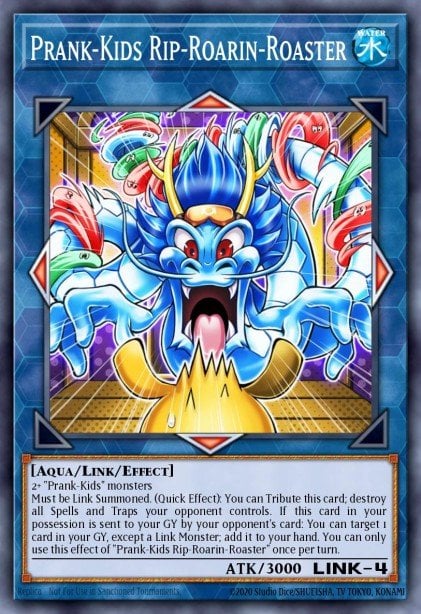 PRANK-KIDS RIP-ROARIN-ROASTER
WATER
水
[AQUA/LINK/EFFECT]
2+ "Prank-Kids" monsters
Must be Link Summoned. (Quick Effect): You can Tribute this card; destroy
all Spells and Traps your opponent controls. If this card in your
possession is sent to your GY by your opponent's card: You can target 1
card in your GY, except a Link Monster; add it to your hand. You can only
use this effect of "Prank-Kids Rip-Roarin-Roaster" once per turn.
ATK/3000 LINK-4
Replica - Not For Use in Sanctioned Tornaments. ©2020 Studio Dice/SHUEISHA, TV TOKYO, KONAMI